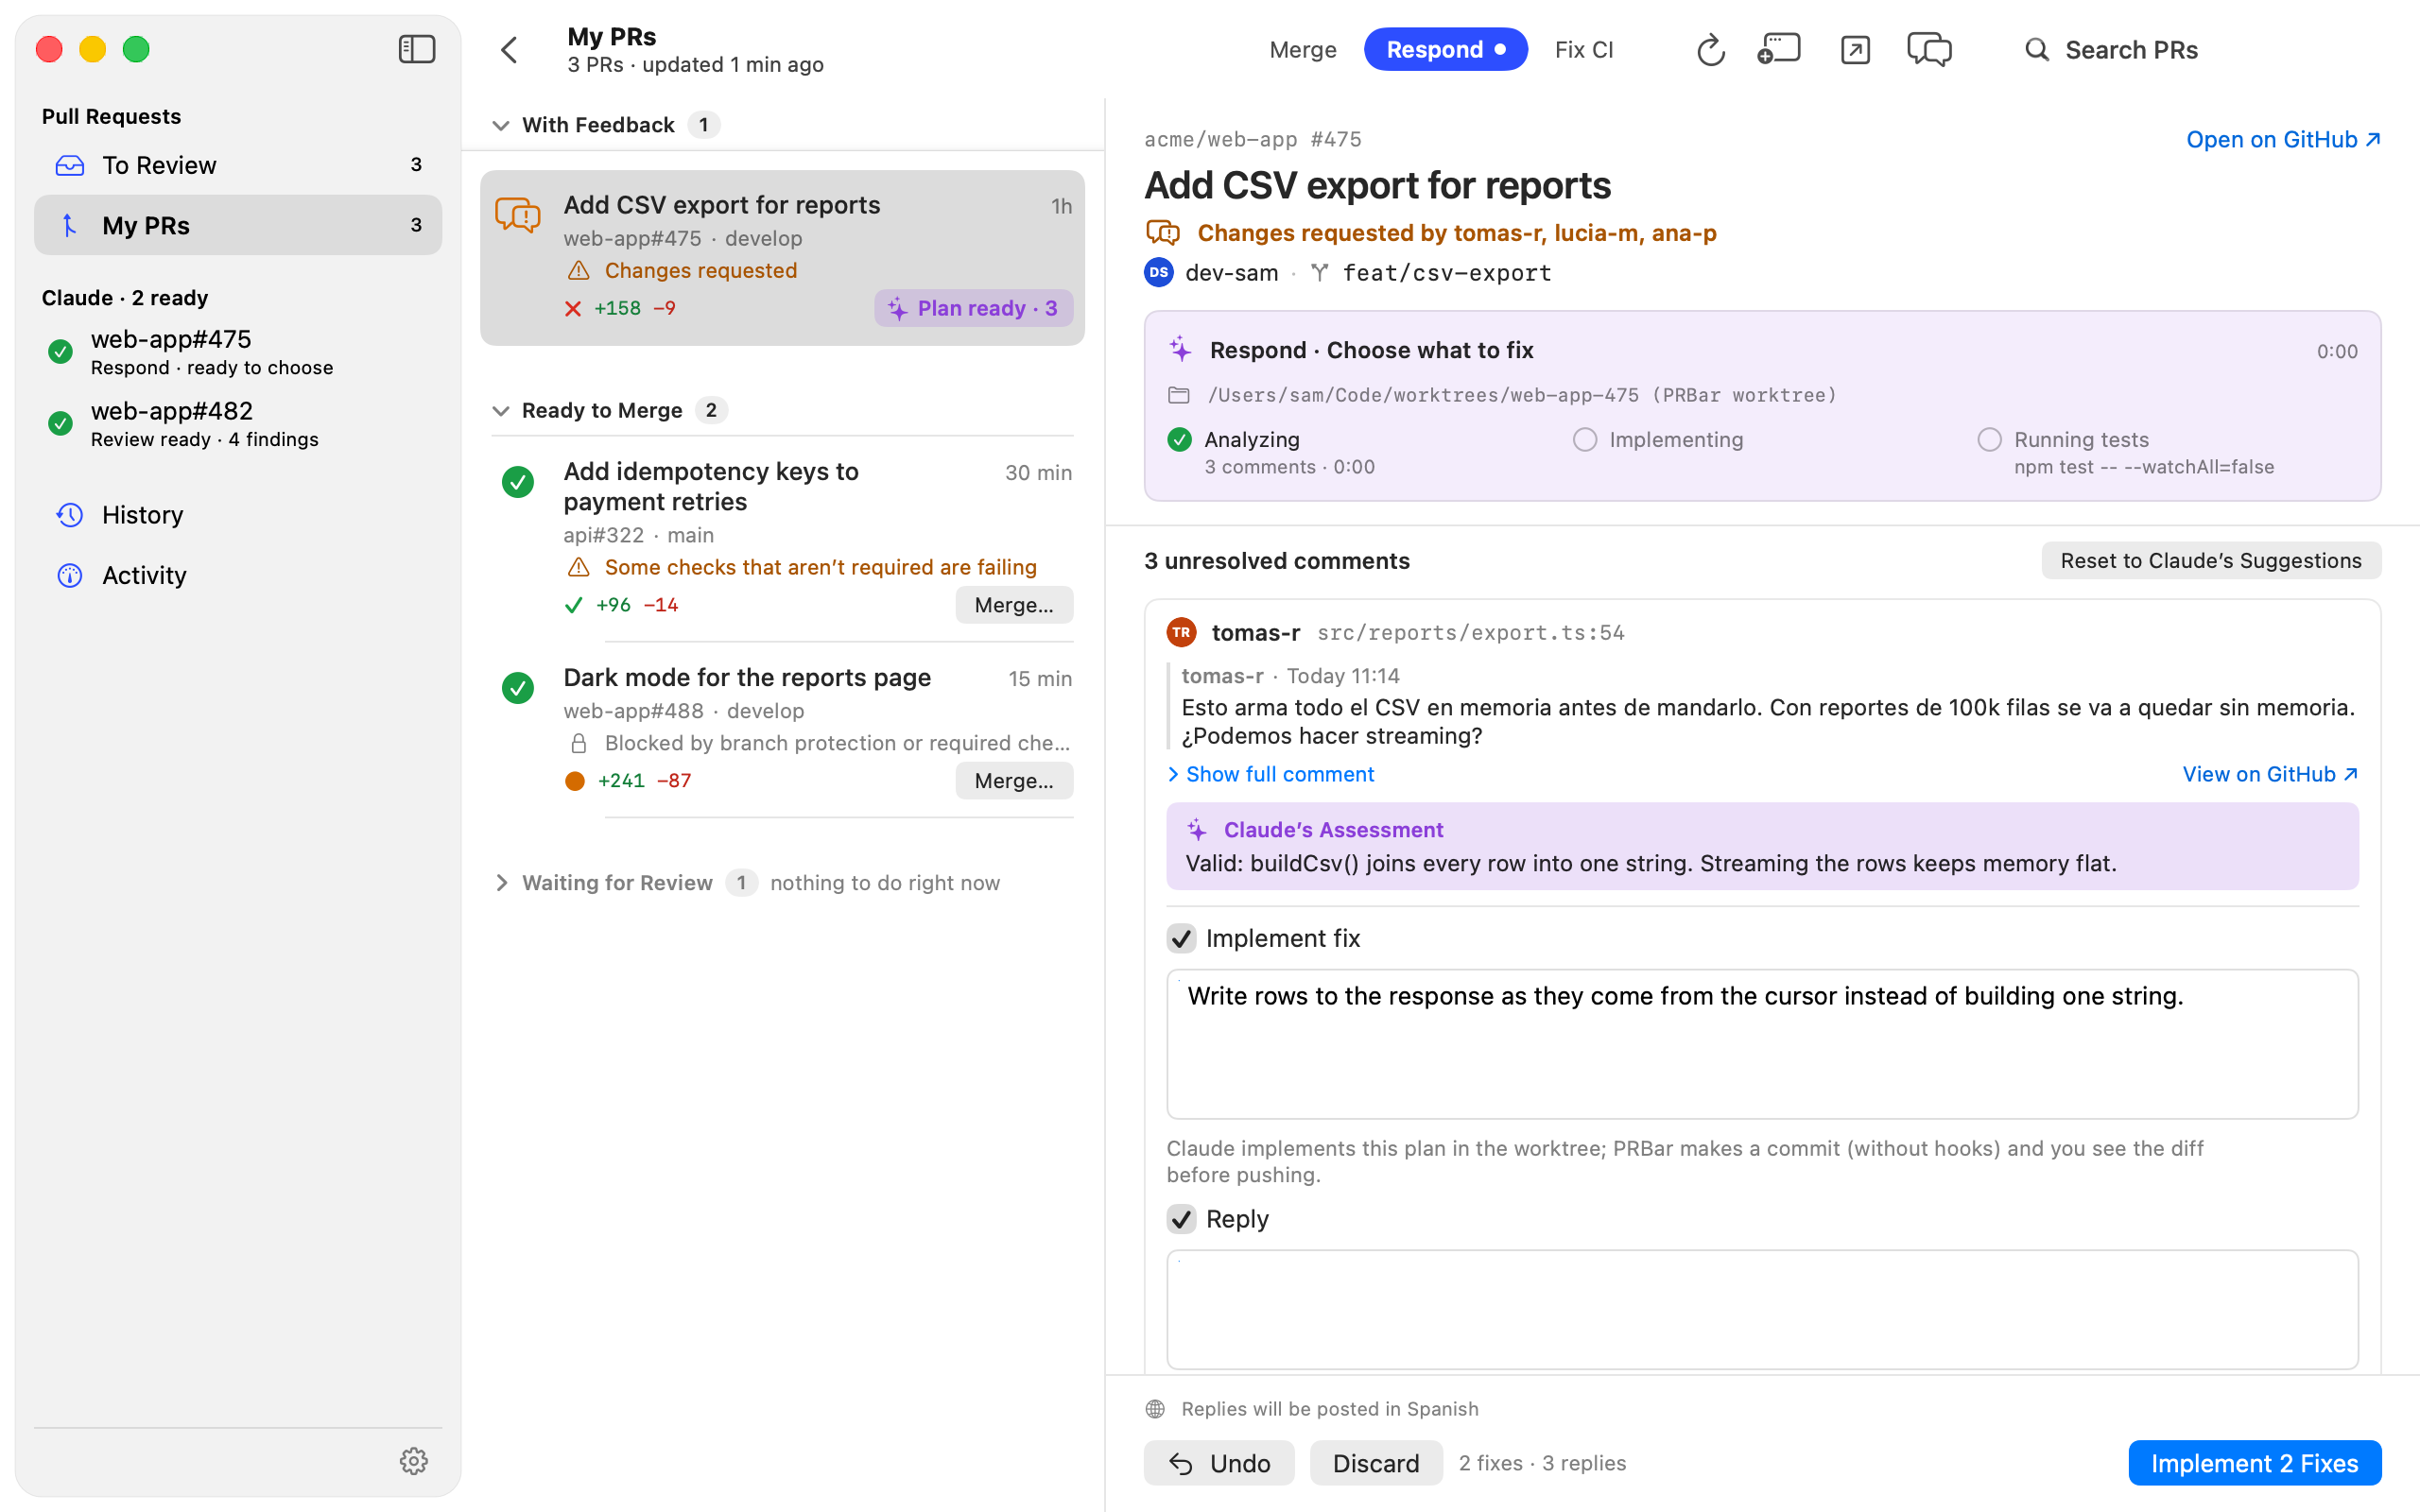 Pull Requests
To Review 3
My PRs 3
Claude · 2 ready
web-app#475
Respond · ready to choose
web-app#482
Review ready · 4 findings
History
Activity
My PRs
3 PRs · updated 1 min ago
Merge
Respond
Fix CI
Search PRs
With Feedback 1
Add CSV export for reports 1h
web-app#475 · develop
Changes requested
+158 −9
Plan ready · 3
Ready to Merge 2
Add idempotency keys to 30 min
payment retries
api#322 · main
Some checks that aren’t required are failing
+96 −14
Merge...
Dark mode for the reports page 15 min
web-app#488 · develop
Blocked by branch protection or required che...
+241 −87
Merge...
Waiting for Review 1 nothing to do right now
acme/web-app #475
Open on GitHub
Add CSV export for reports
Changes requested by tomas-r, lucia-m, ana-p
DS dev-sam · feat/csv-export
Respond · Choose what to fix 0:00
/Users/sam/Code/worktrees/web-app-475 (PRBar worktree)
Analyzing
3 comments · 0:00
Implementing
Running tests
npm test -- --watchAll=false
3 unresolved comments
Reset to Claude’s Suggestions
TR tomas-r src/reports/export.ts:54
tomas-r · Today 11:14
Esto arma todo el CSV en memoria antes de mandarlo. Con reportes de 100k filas se va a quedar sin memoria.
¿Podemos hacer streaming?
Show full comment
View on GitHub
Claude’s Assessment
Valid: buildCsv() joins every row into one string. Streaming the rows keeps memory flat.
Implement fix
Write rows to the response as they come from the cursor instead of building one string.
Claude implements this plan in the worktree; PRBar makes a commit (without hooks) and you see the diff
before pushing.
Reply
Replies will be posted in Spanish
Undo
Discard
2 fixes · 3 replies
Implement 2 Fixes